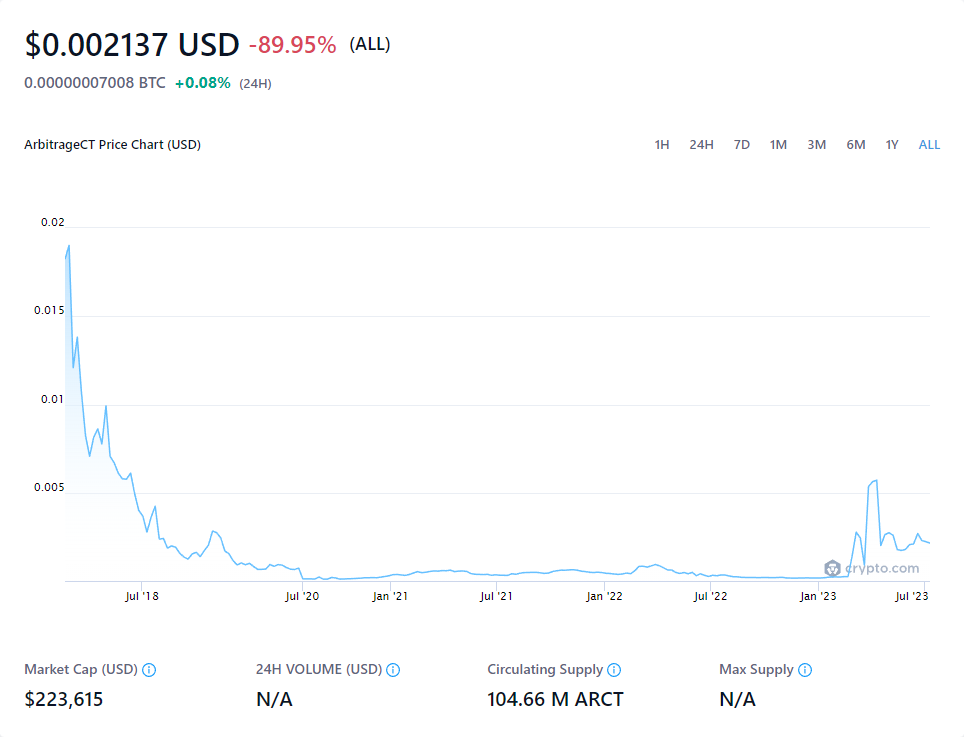 $0.002137 USD -89.95% (ALL)
0.00000007008 BTC +0.08% (24H)
ArbitrageCT Price Chart (USD) 1H 24H 7D 1M 3M 6M 1Y ALL
0.02
0.015
0.01
0.005
crypto.com
Jul '18 Jul '20 Jan '21 Jul '21 Jan '22 Jul '22 Jan '23 Jul '23
Market Cap (USD) 24H VOLUME (USD) Circulating Supply Max Supply
$223,615 N/A 104.66 M ARCT N/A